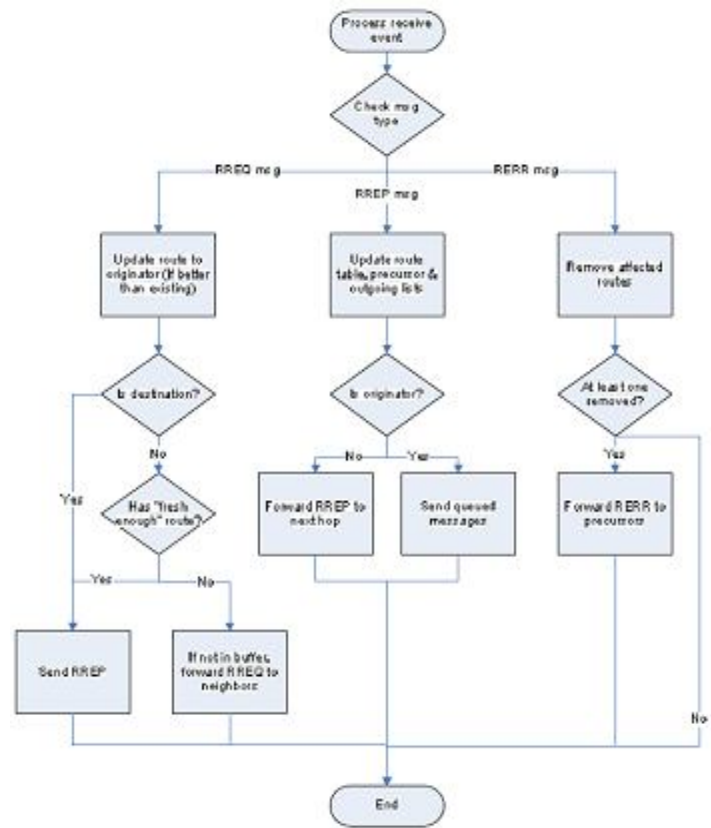 Process receive
event
Check msg
type
RREQ msg
RREP msg
RERR msg
Update route to
originator (If better
than existing)
Update route
table, precursor &
outgoing lists
Remove affected
routes
Is destination?
Is originator?
At least one
removed?
No
No
Yes
Yes
Yes
Has "fresh
enough" route?
Forward RREP to
next hop
Send queued
messages
Forward RERR to
precursors
Yes
No
Send RREP
If not in buffer,
forward RREQ to
neighbors
No
End